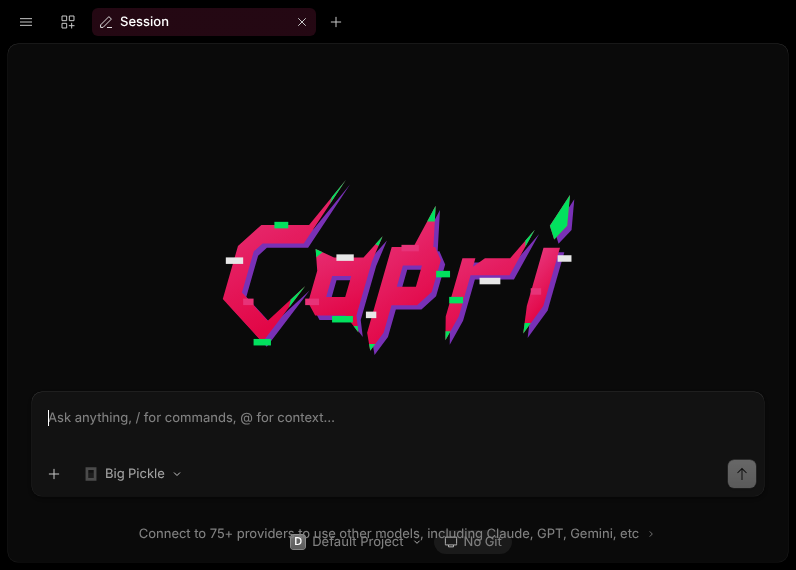 Session
Capri
Ask anything, / for commands, @ for context...
Big Pickle
Connect to 75+ providers to use other models, including Claude, GPT, Gemini, etc
D Default Project No Git